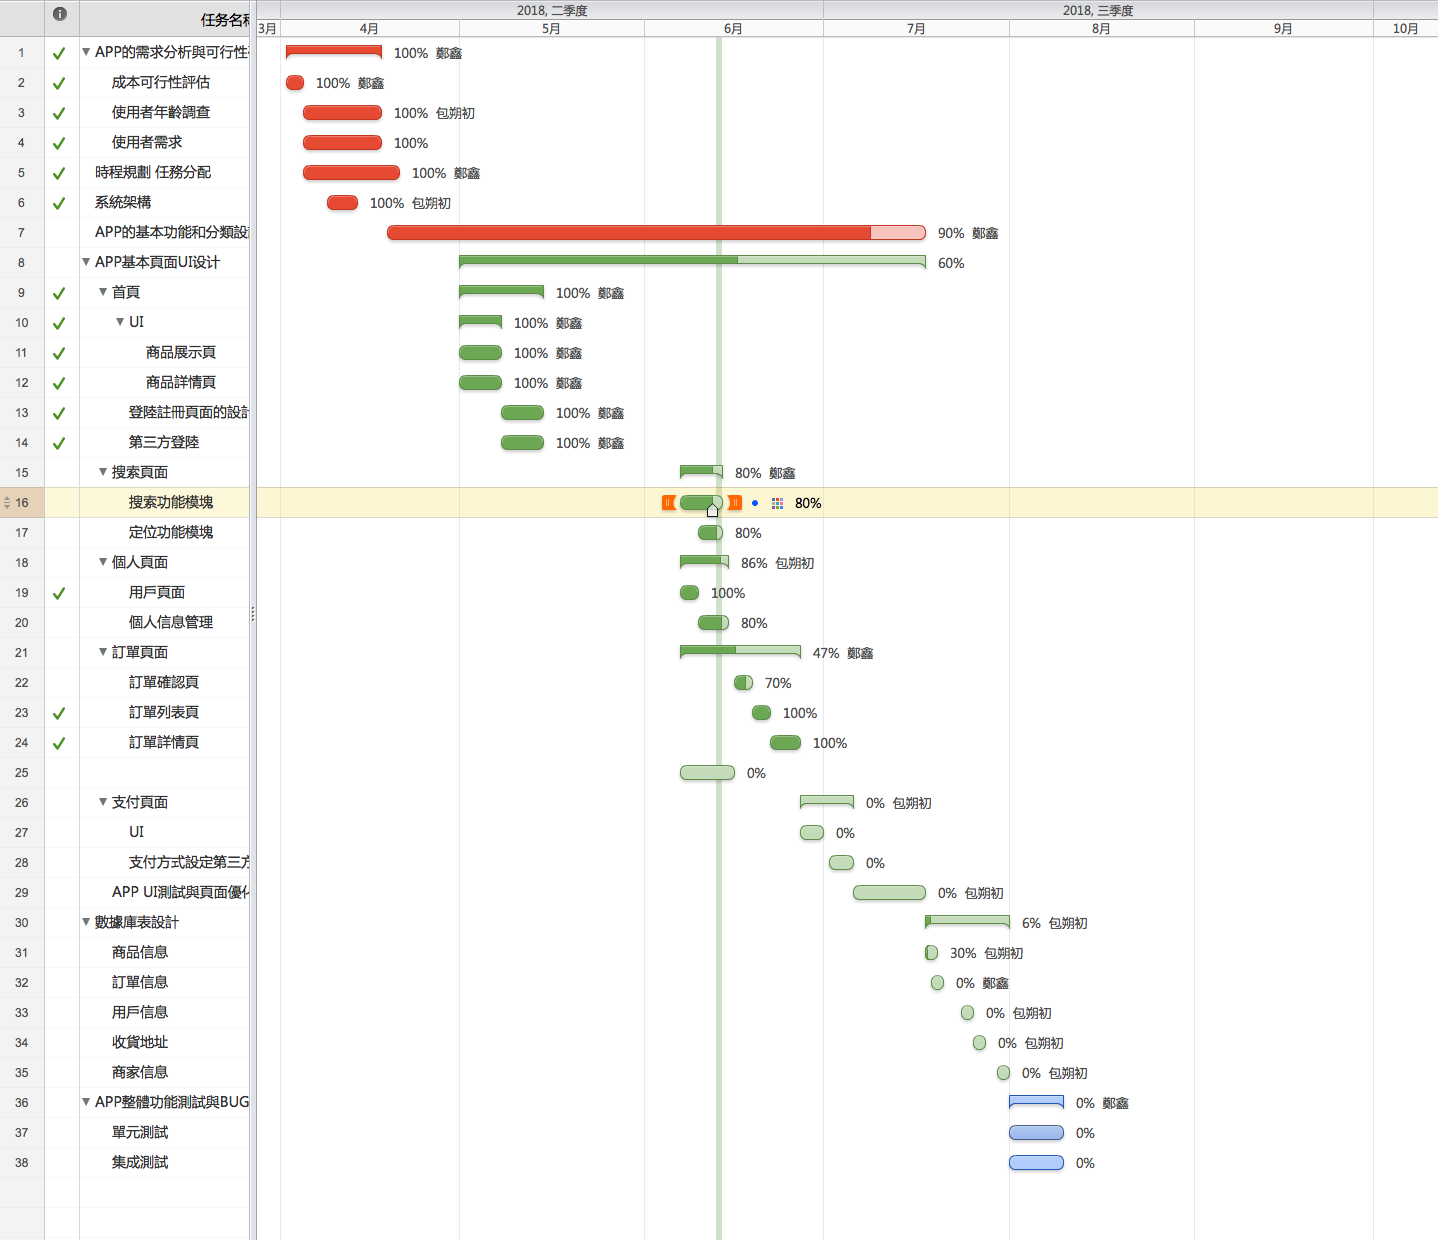 2018, 二季度 2018, 三季度
任务名称 3月 4月 5月 6月 7月 8月 9月 10月
1 APP的需求分析與可行性 100% 鄭鑫
2 成本可行性評估 100% 鄭鑫
3 使用者年齡調查 100% 包朔初
4 使用者需求 100%
5 時程規劃 任務分配 100% 鄭鑫
6 系統架構 100% 包朔初
7 APP的基本功能和分類設 90% 鄭鑫
8 APP基本頁面UI设计 60%
9 首頁 100% 鄭鑫
10 UI 100% 鄭鑫
11 商品展示頁 100% 鄭鑫
12 商品詳情頁 100% 鄭鑫
13 登陸註冊頁面的設計 100% 鄭鑫
14 第三方登陸 100% 鄭鑫
15 搜索頁面 80% 鄭鑫
16 搜索功能模塊 80%
17 定位功能模塊 80%
18 個人頁面 86% 包朔初
19 用戶頁面 100%
20 個人信息管理 80%
21 訂單頁面 47% 鄭鑫
22 訂單確認頁 70%
23 訂單列表頁 100%
24 訂單詳情頁 100%
25 0%
26 支付頁面 0% 包朔初
27 UI 0%
28 支付方式設定第三方 0%
29 APP UI測試與頁面優化 0% 包朔初
30 數據庫表設計 6% 包朔初
31 商品信息 30% 包朔初
32 訂單信息 0% 鄭鑫
33 用戶信息 0% 包朔初
34 收貨地址 0% 包朔初
35 商家信息 0% 包朔初
36 APP整體功能測試與BUG 0% 鄭鑫
37 單元測試 0%
38 集成測試 0%